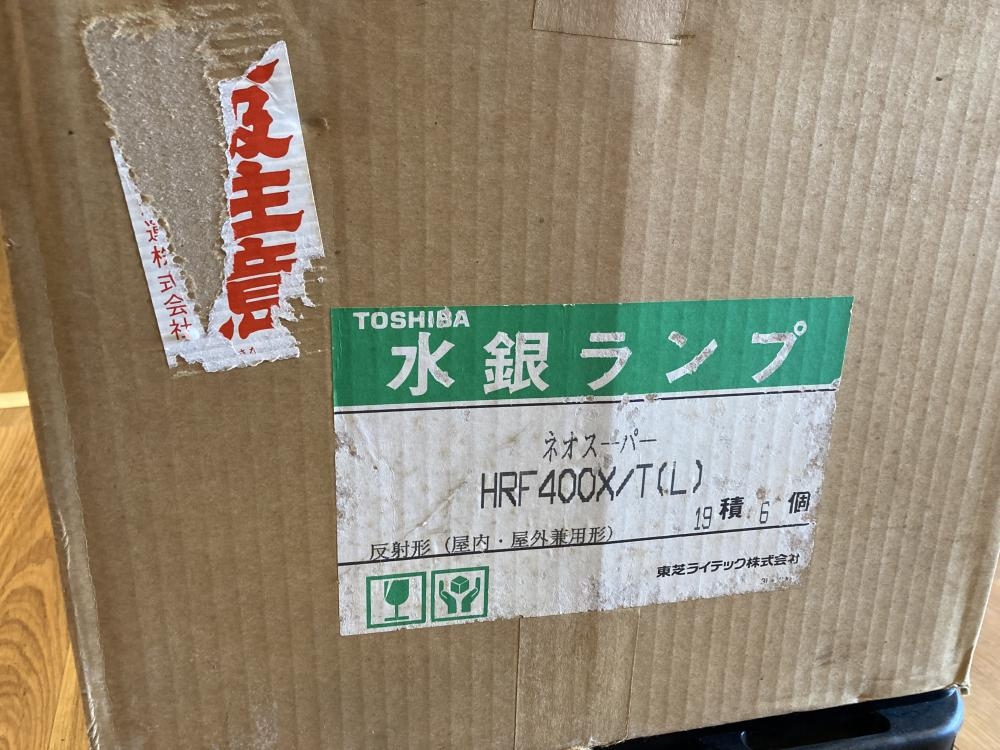 扱注意
運株式会社
TOSHIBA
水銀ランプ
ネオスーパー
HRF400X/T(L)
19 積 6 個
反射形 (屋内・屋外兼用形)
東芝ライテック株式会社